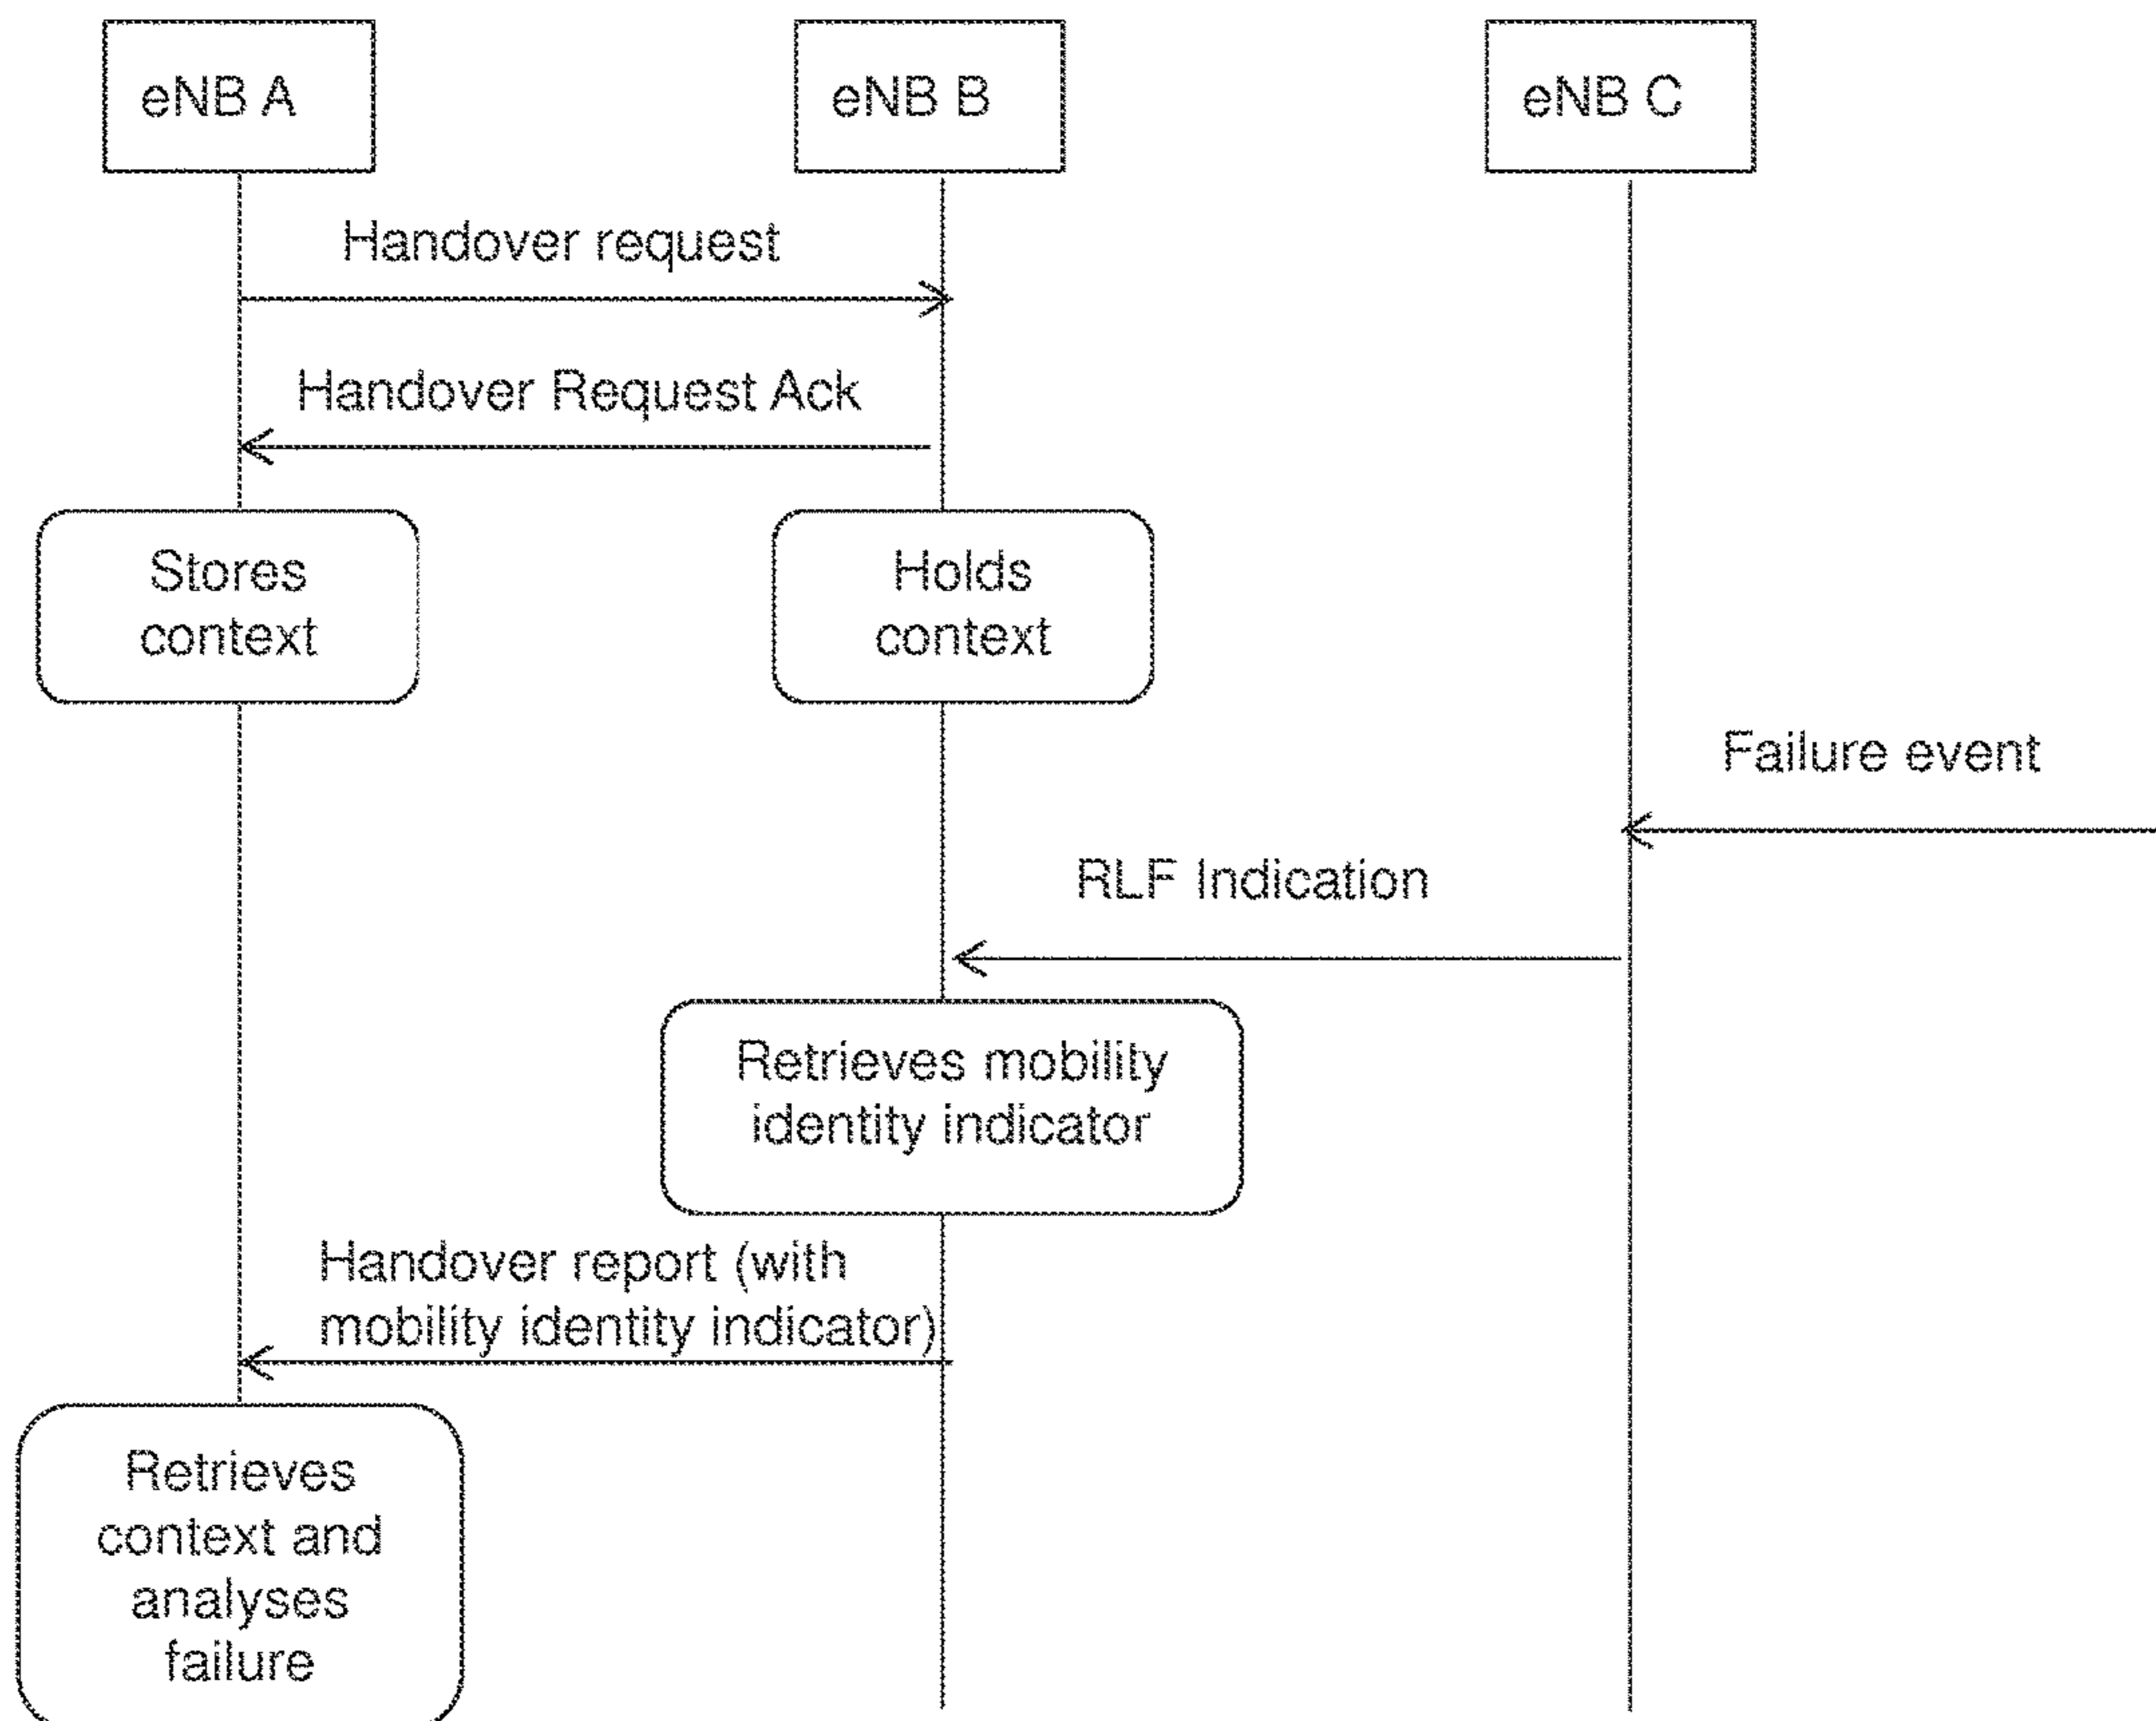 eNB A
eNB B
eNB C
Handover request
Handover Request Ack
Stores
context
Holds
context
Failure event
RLF Indication
Retrieves mobility
identity indicator
Handover report (with
mobility identity indicator)
Retrieves
context and
analyses
failure